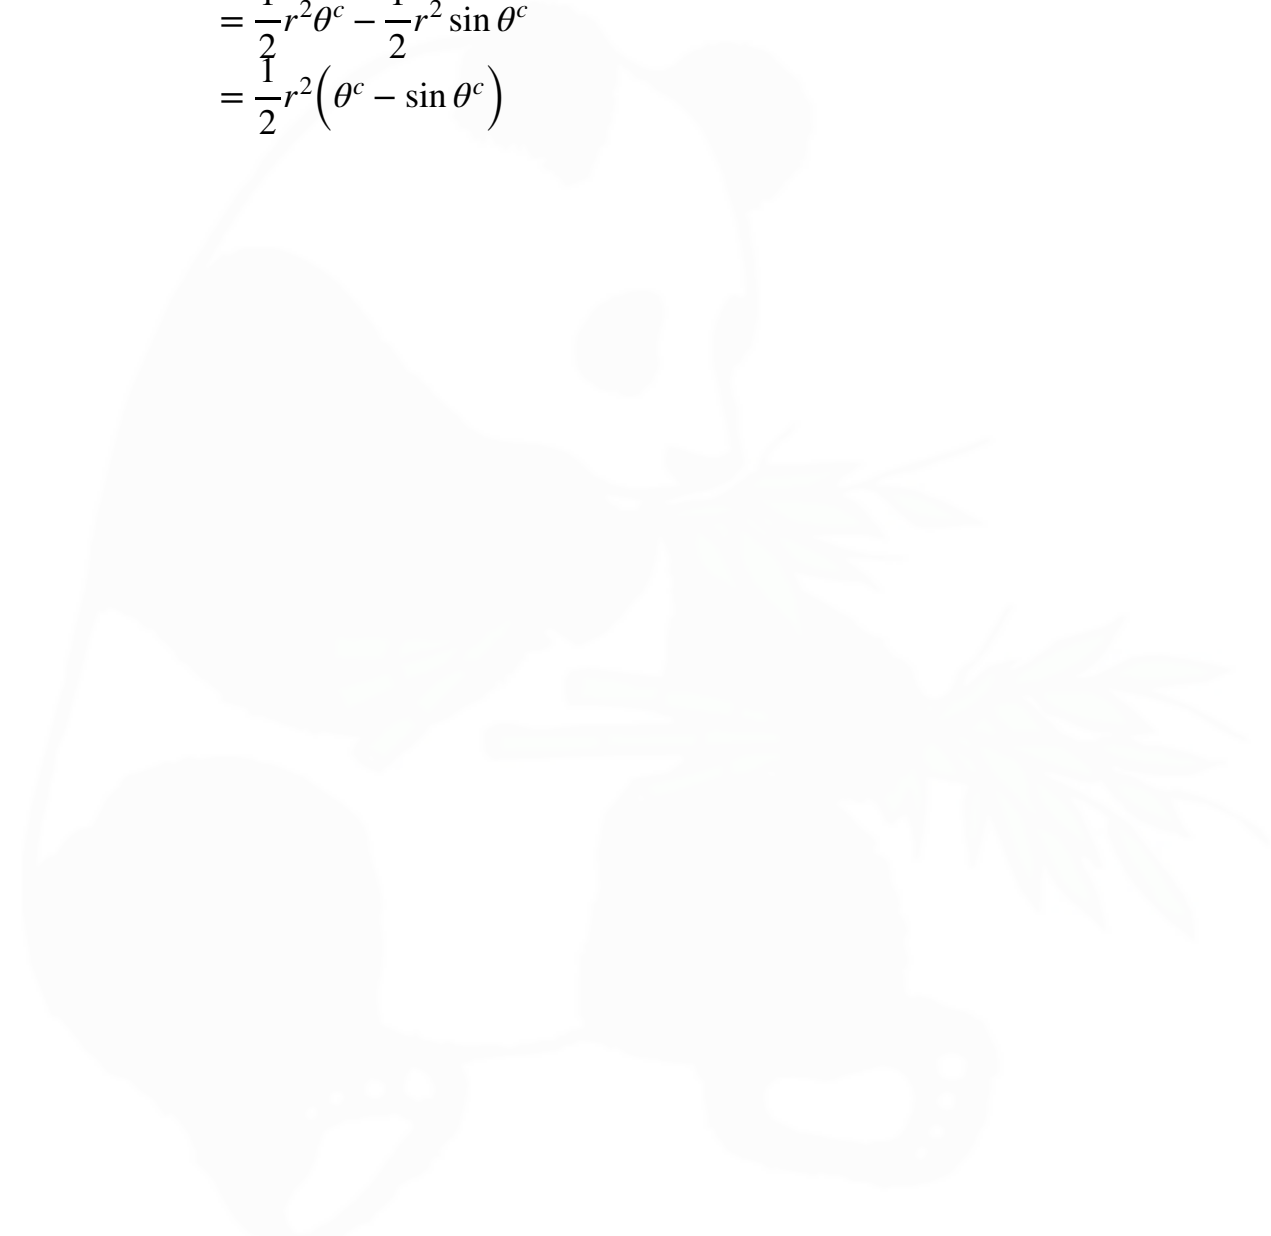 = 1/2 r²θᶜ − 1/2 r² sin θᶜ
= 1/2 r²(θᶜ − sin θᶜ)